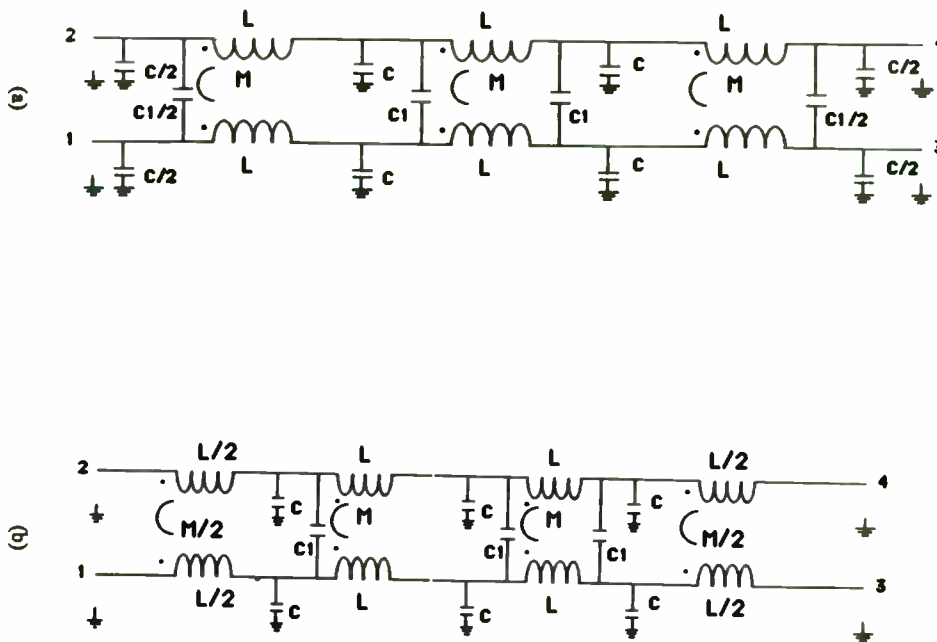 L L L
2
C/2 M C M C M C/2
(a)
C1/2 C1 C1 C1/2
1 3
C/2 L C L C L C/2
L/2 L L L/2
2 4
C C C
M/2 M M M/2
(b)
C1 C1 C1
1 3
L/2 C L C L C L/2